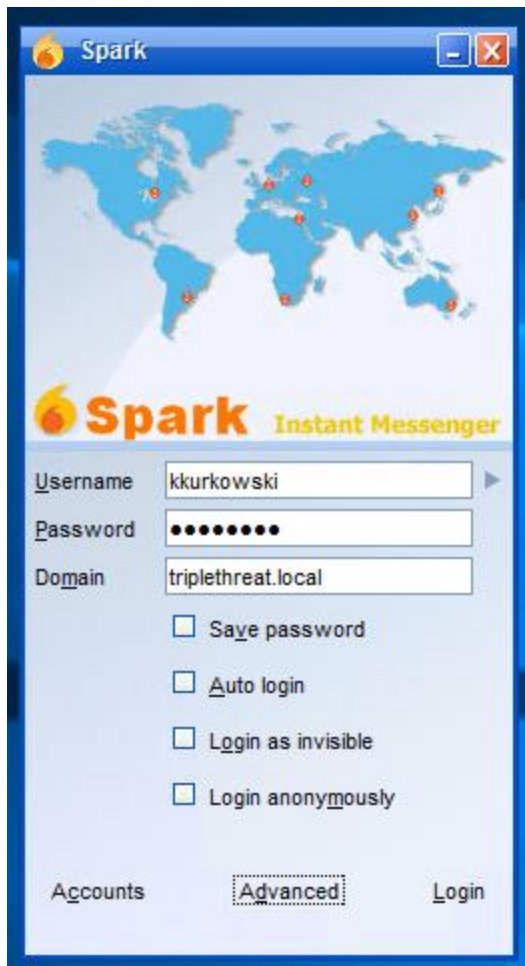 Spark
Spark Instant Messenger
Username kkurkowski
Password ••••••••
Domain triplethreat.local
Save password
Auto login
Login as invisible
Login anonymously
Accounts Advanced Login